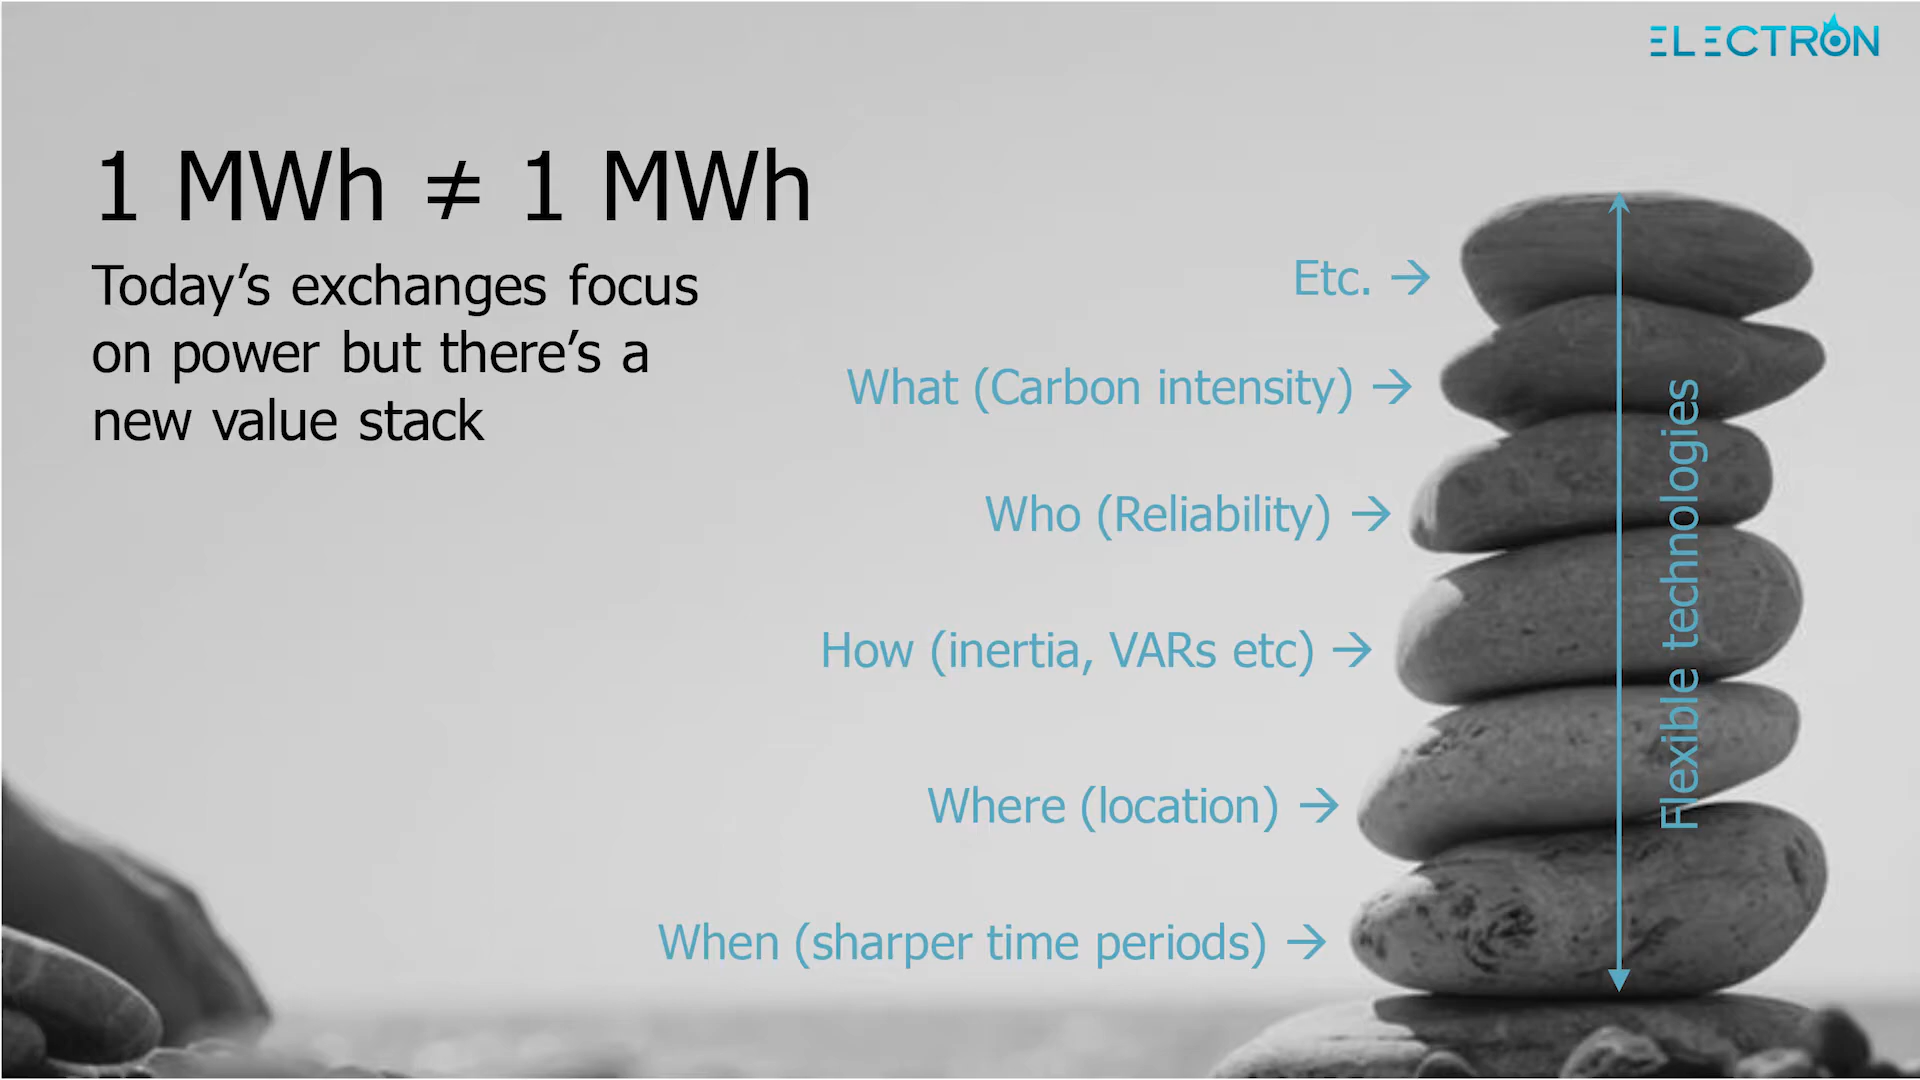 ELECTRON
1 MWh ≠ 1 MWh
Today’s exchanges focus
on power but there’s a
new value stack
Etc. →
What (Carbon intensity) →
Who (Reliability) →
How (inertia, VARs etc) →
Where (location) →
When (sharper time periods) →
Flexible technologies